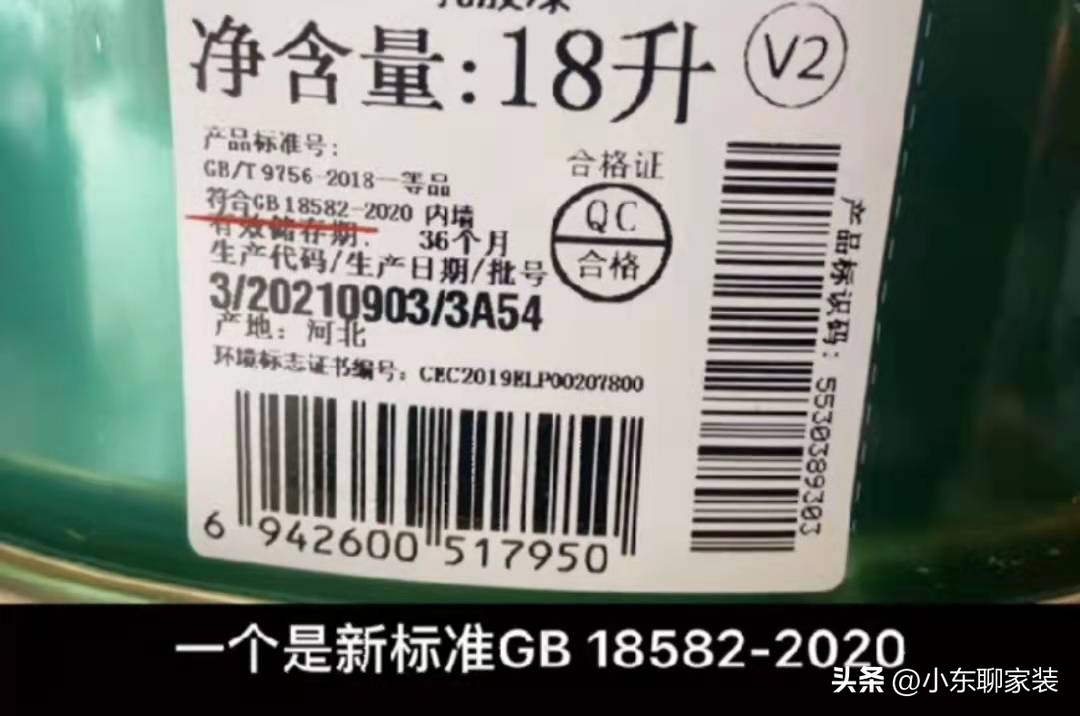 净含量:18升
V2
产品标准号:
GB/T 9756-2018一等品
符合GB 18582-2020 内墙
有效储存期: 36个月
生产代码/生产日期/批号
3/20210903/3A54
产地: 河北
环境标志证书编号: CEC2019ELP00207800
合格证
QC
合格
6 942600 517950
产品标识码: 5530389303
一个是新标准GB 18582-2020
头条 @小东聊家装